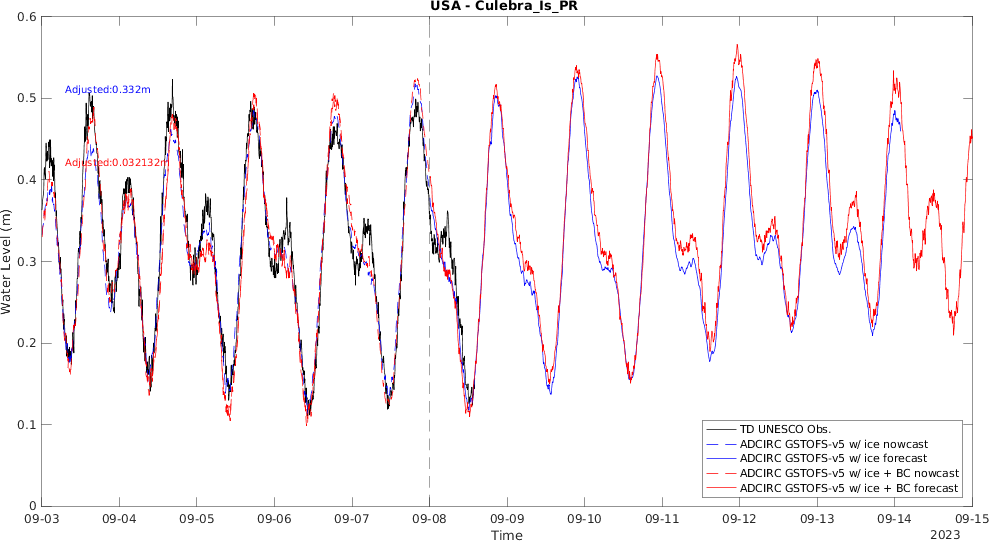 USA - Culebra_Is_PR
0.6
0.5
0.4
0.3
0.2
0.1
0
Water Level (m)
Adjusted:0.332m
Adjusted:0.032132m
TD UNESCO Obs.
ADCIRC GSTOFS-v5 w/ ice nowcast
ADCIRC GSTOFS-v5 w/ ice forecast
ADCIRC GSTOFS-v5 w/ ice + BC nowcast
ADCIRC GSTOFS-v5 w/ ice + BC forecast
09-03 09-04 09-05 09-06 09-07 09-08 09-09 09-10 09-11 09-12 09-13 09-14 09-15
Time
2023